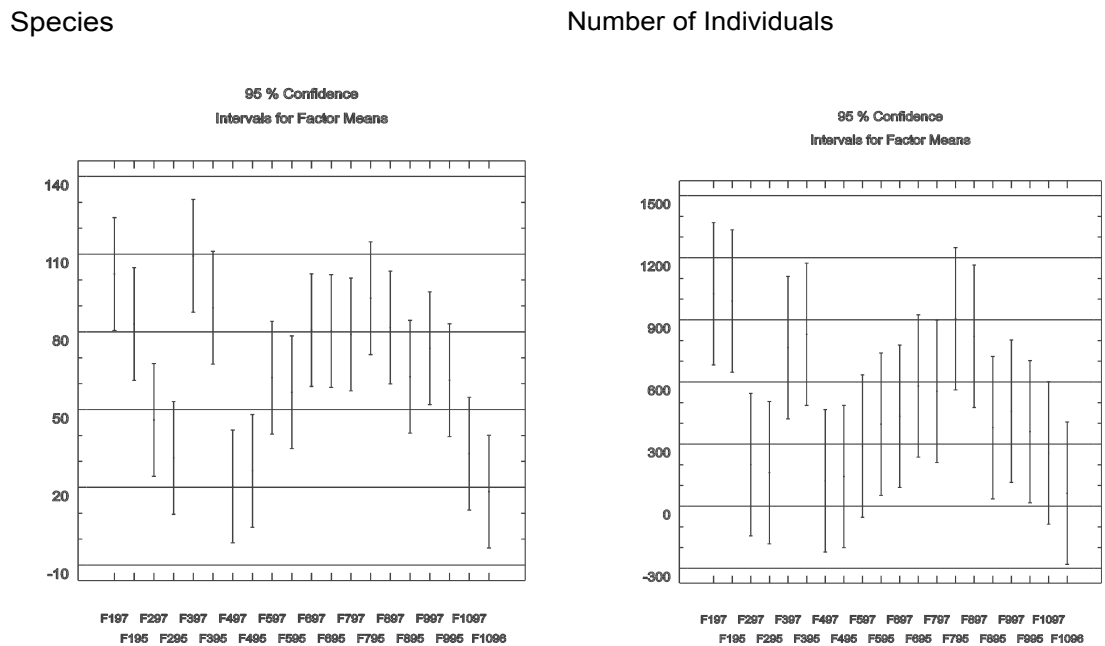 Species
Number of Individuals
95 % Confidence
Intervals for Factor Means
140
110
80
50
20
-10
F197 F297 F397 F497 F597 F697 F797 F897 F997 F1097
F195 F295 F395 F495 F595 F695 F795 F895 F995 F1096
95 % Confidence
Intervals for Factor Means
1500
1200
900
600
300
0
-300
F197 F297 F397 F497 F597 F697 F797 F897 F997 F1097
F195 F295 F395 F495 F595 F695 F795 F895 F995 F1096